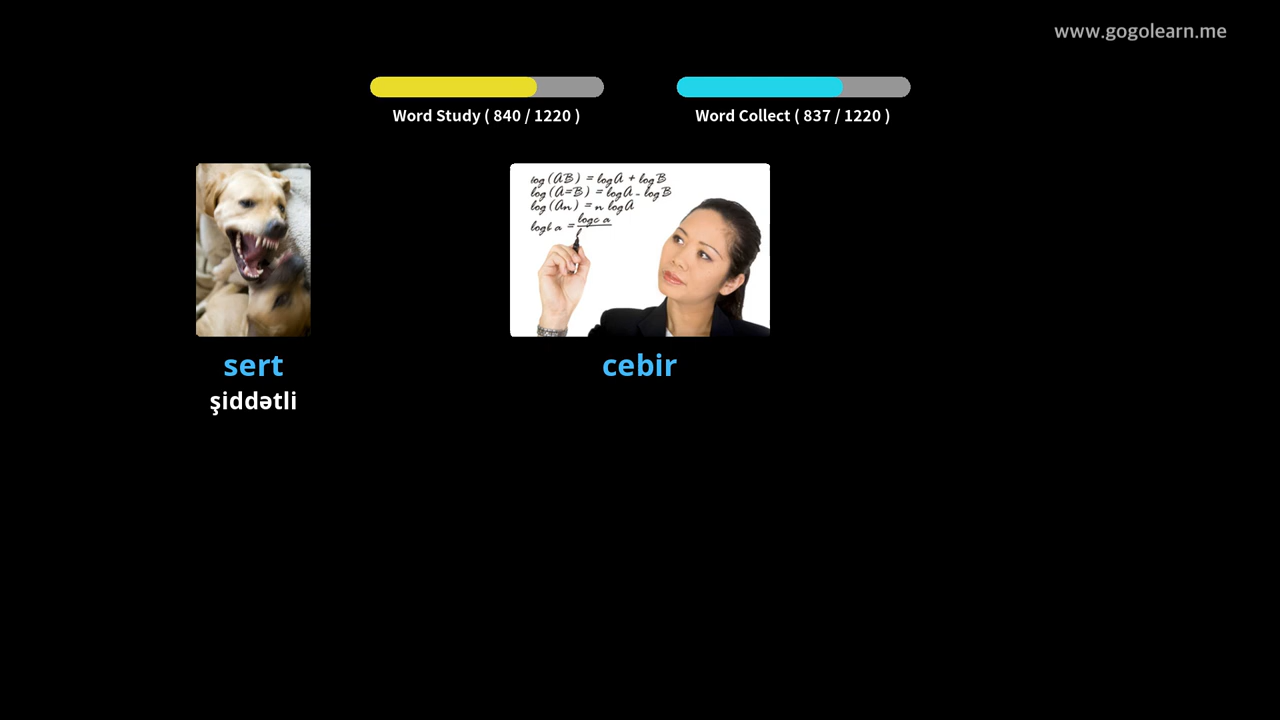 www.gogolearn.me
Word Study ( 840 / 1220 )
Word Collect ( 837 / 1220 )
log (AB) = logA + logB
log (A=B) = logA - logB
log (An) = n logA
logb a = logc a
sert
cebir
şiddətli